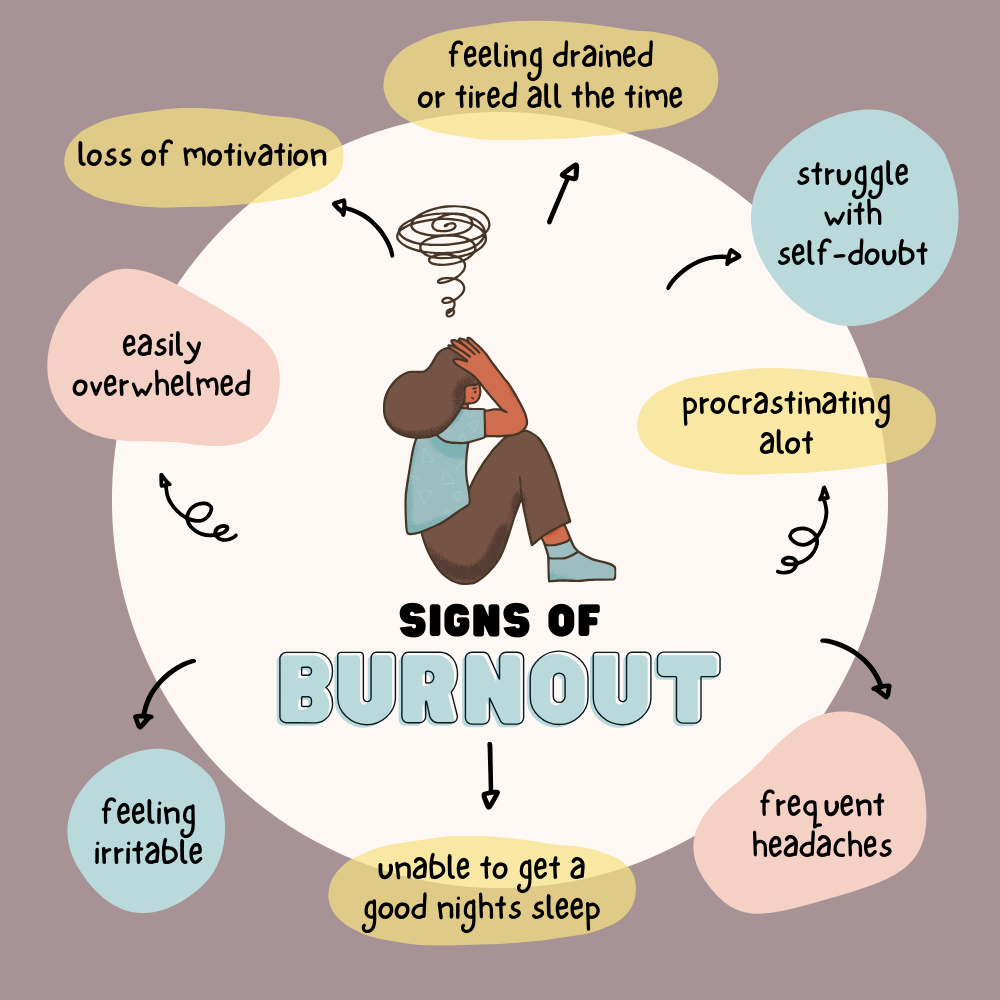 feeling drained
or tired all the time
loss of motivation
struggle
with
self-doubt
easily
overwhelmed
procrastinating
alot
SIGNS OF
BURNOUT
feeling
irritable
frequent
headaches
unable to get a
good nights sleep